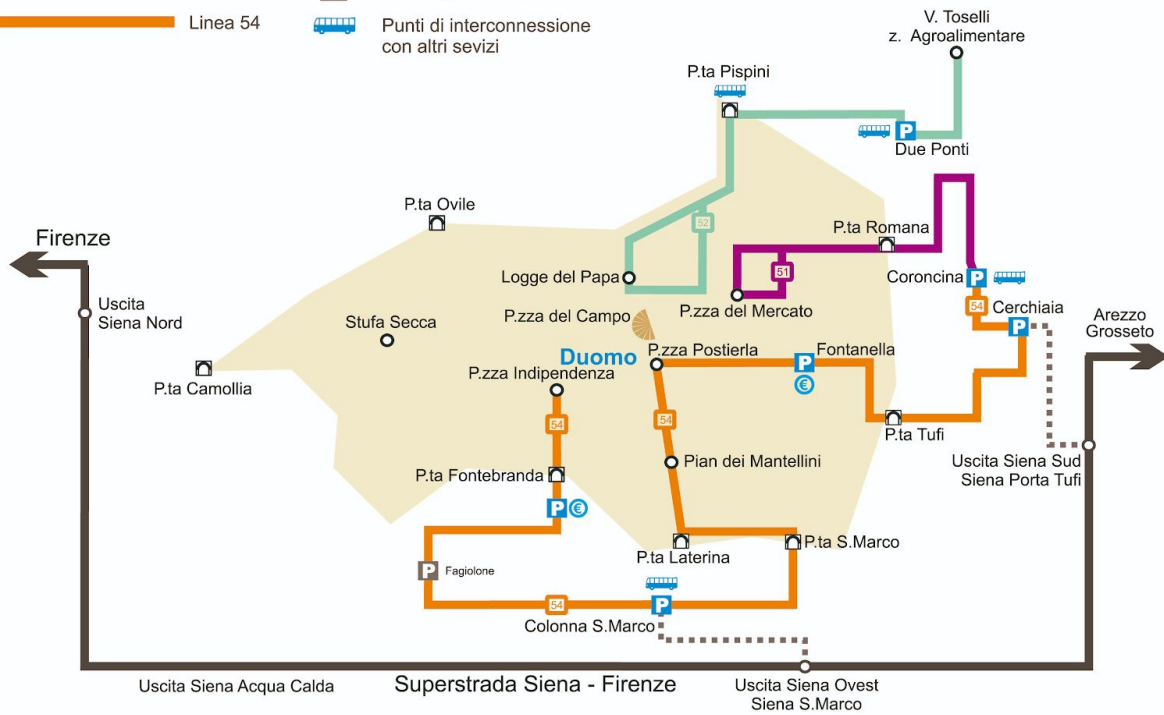 Linea 54
Punti di interconnessione
con altri sevizi
V. Toselli
z. Agroalimentare
P.ta Pispini
P
Due Ponti
P.ta Ovile
52
P.ta Romana
Firenze
Logge del Papa
51
Coroncina
P
Uscita
Siena Nord
P.zza del Mercato
54
Cerchiaia
P
Arezzo
Grosseto
P.zza del Campo
Stufa Secca
Duomo
P.zza Postierla
Fontanella
P
€
P.zza Indipendenza
P.ta Camollia
54
54
P.ta Tufi
Pian dei Mantellini
Uscita Siena Sud
Siena Porta Tufi
P.ta Fontebranda
P €
P.ta Laterina
P.ta S.Marco
P
Fagiolone
54
P
Colonna S.Marco
Uscita Siena Acqua Calda
Superstrada Siena - Firenze
Uscita Siena Ovest
Siena S.Marco